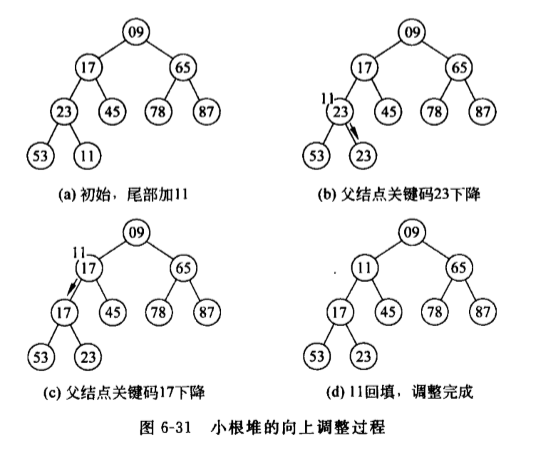 09 09
17 65 17 65
11
23 45 78 87 23 45 78 87
53 11 53 23
(a) 初始，尾部加11 (b) 父结点关键码23下降
09 09
11
17 65 11 65
17 45 78 87 17 45 78 87
53 23 53 23
(c) 父结点关键码17下降 (d) 11回填，调整完成
图 6-31 小根堆的向上调整过程